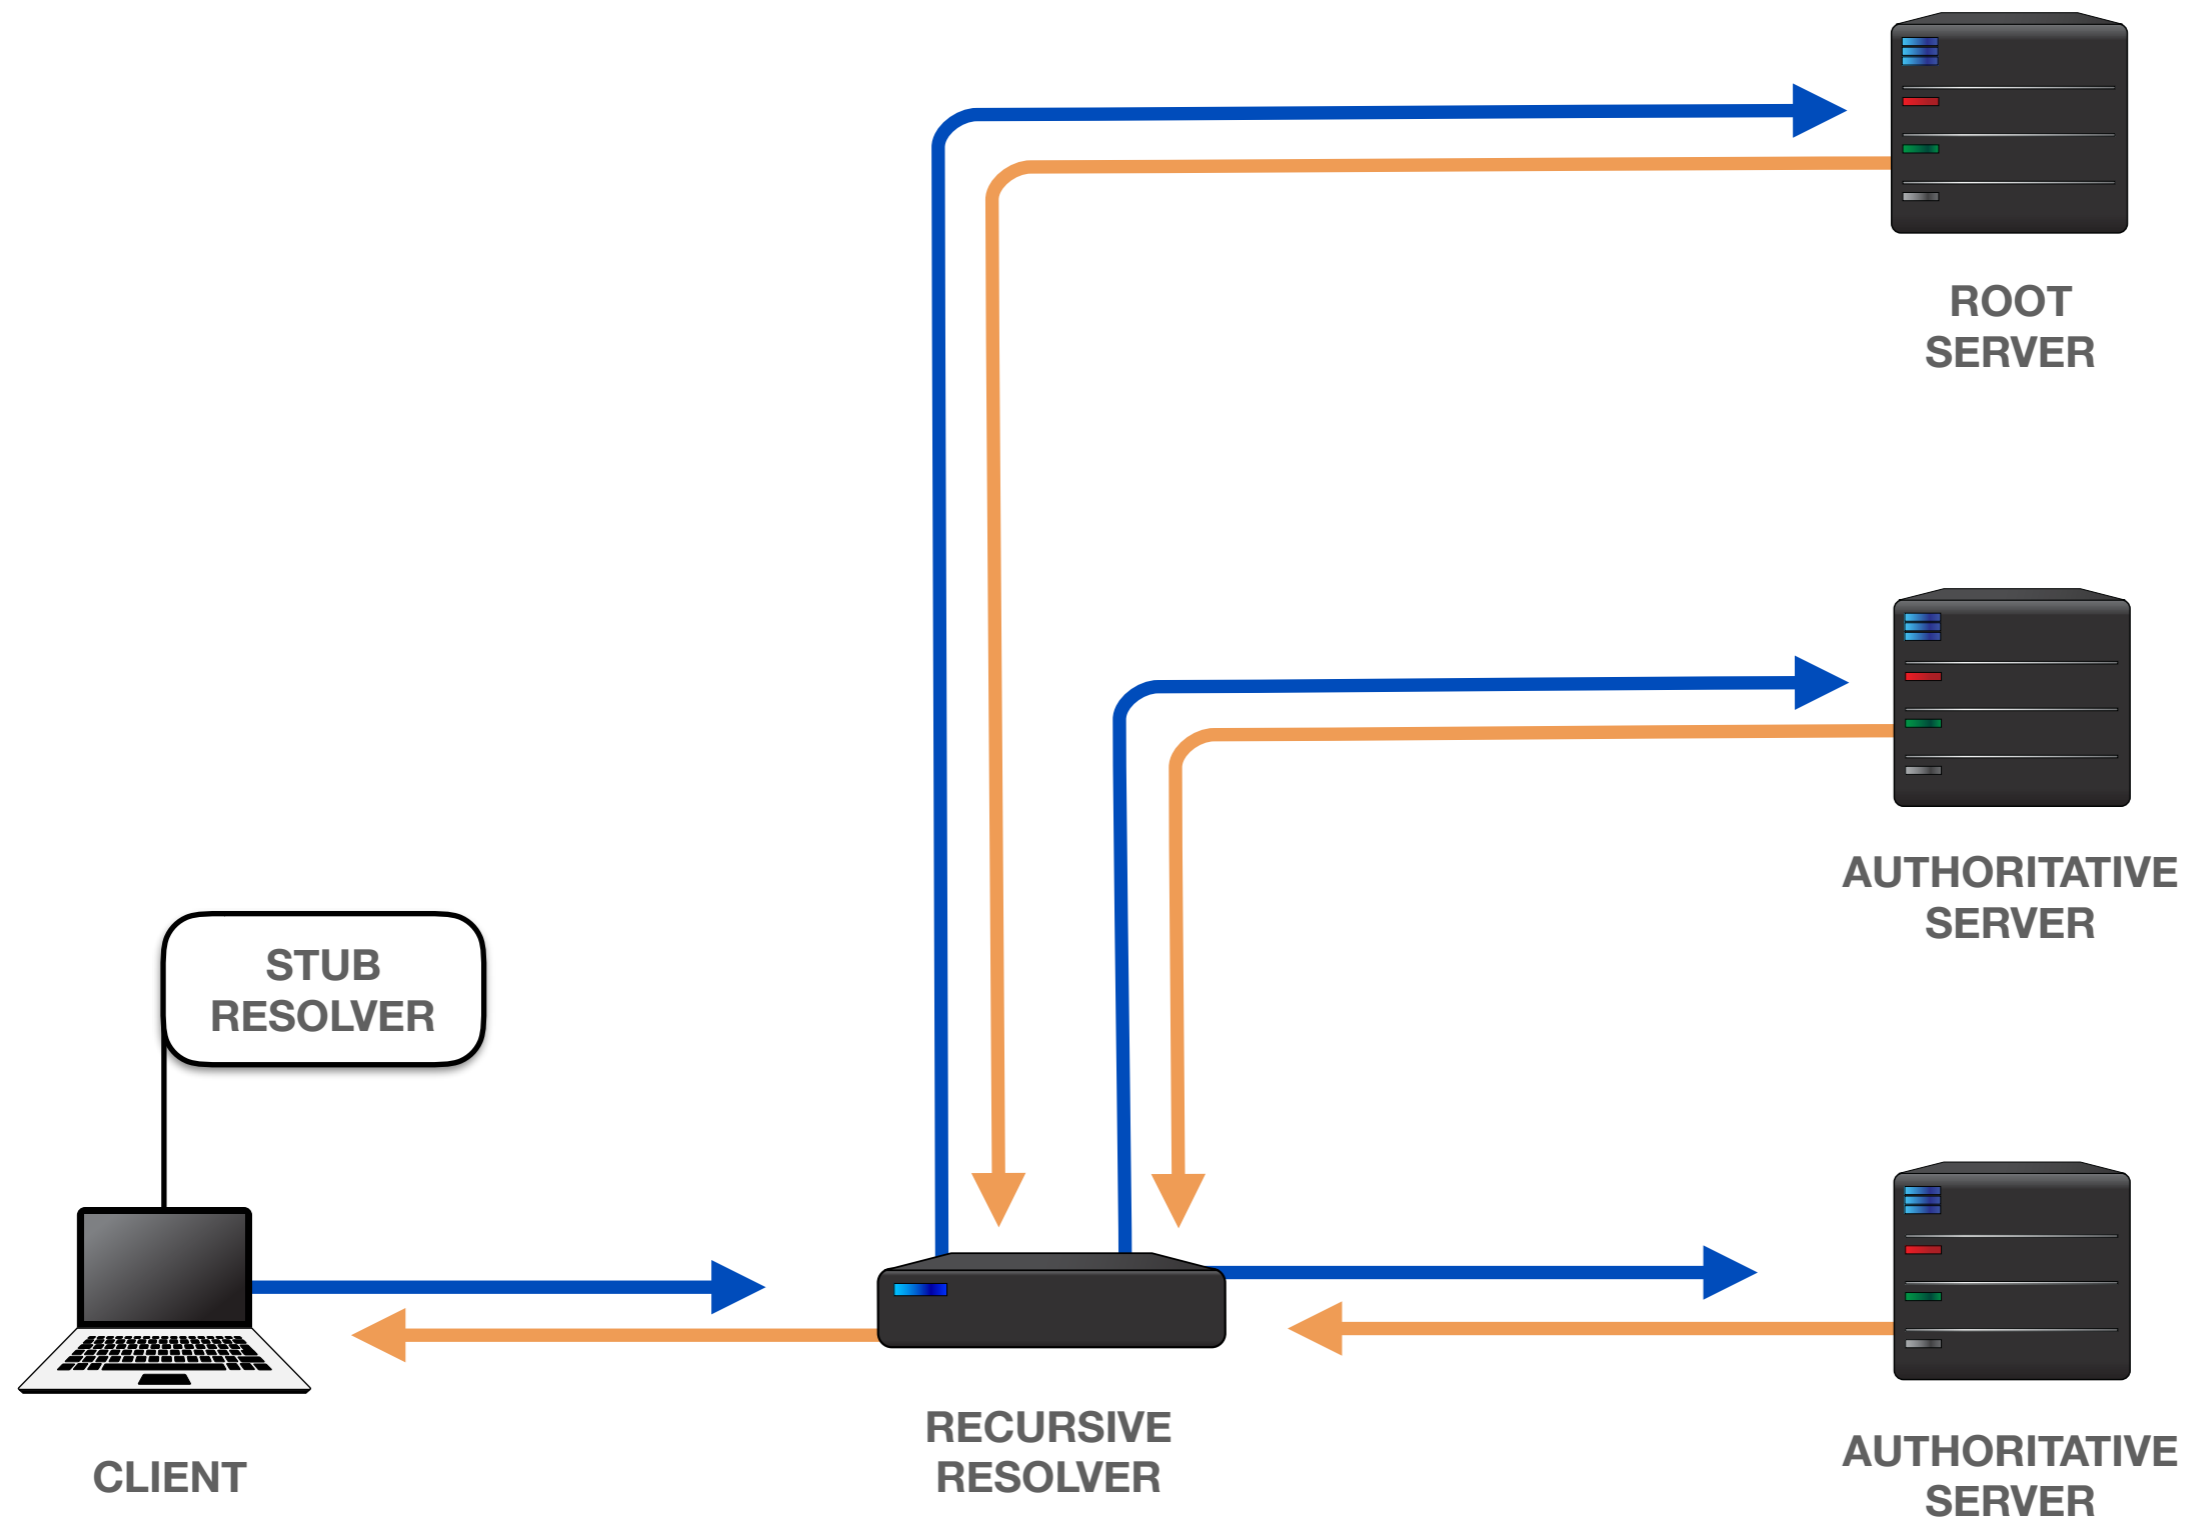 ROOT
SERVER
AUTHORITATIVE
SERVER
STUB
RESOLVER
CLIENT
RECURSIVE
RESOLVER
AUTHORITATIVE
SERVER